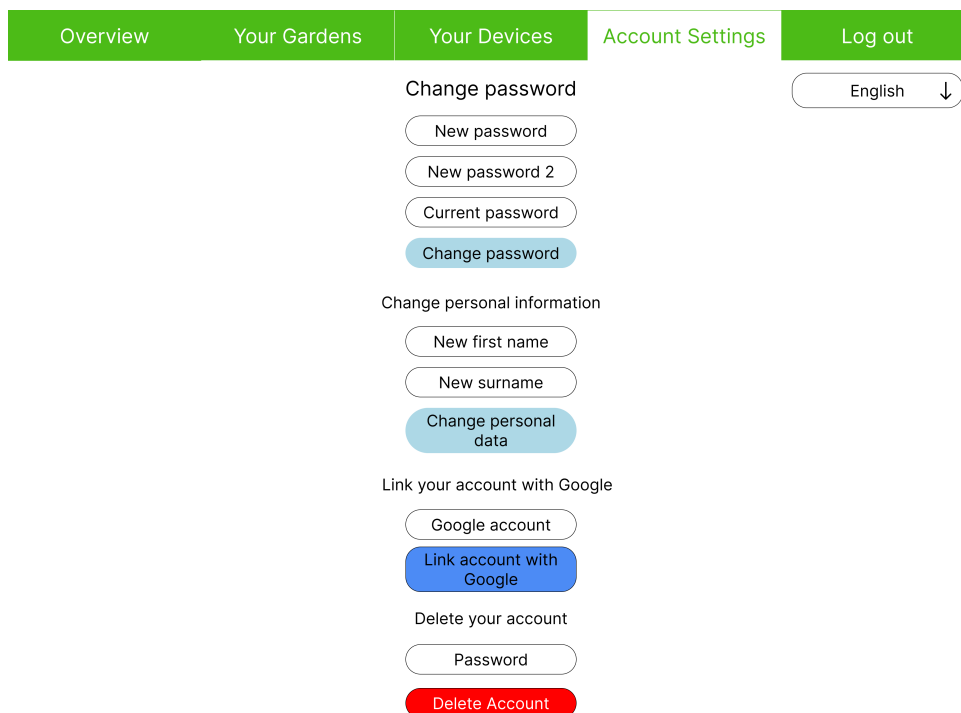 Overview
Your Gardens
Your Devices
Account Settings
Log out
English
Change password
New password
New password 2
Current password
Change password
Change personal information
New first name
New surname
Change personal
data
Link your account with Google
Google account
Link account with
Google
Delete your account
Password
Delete Account